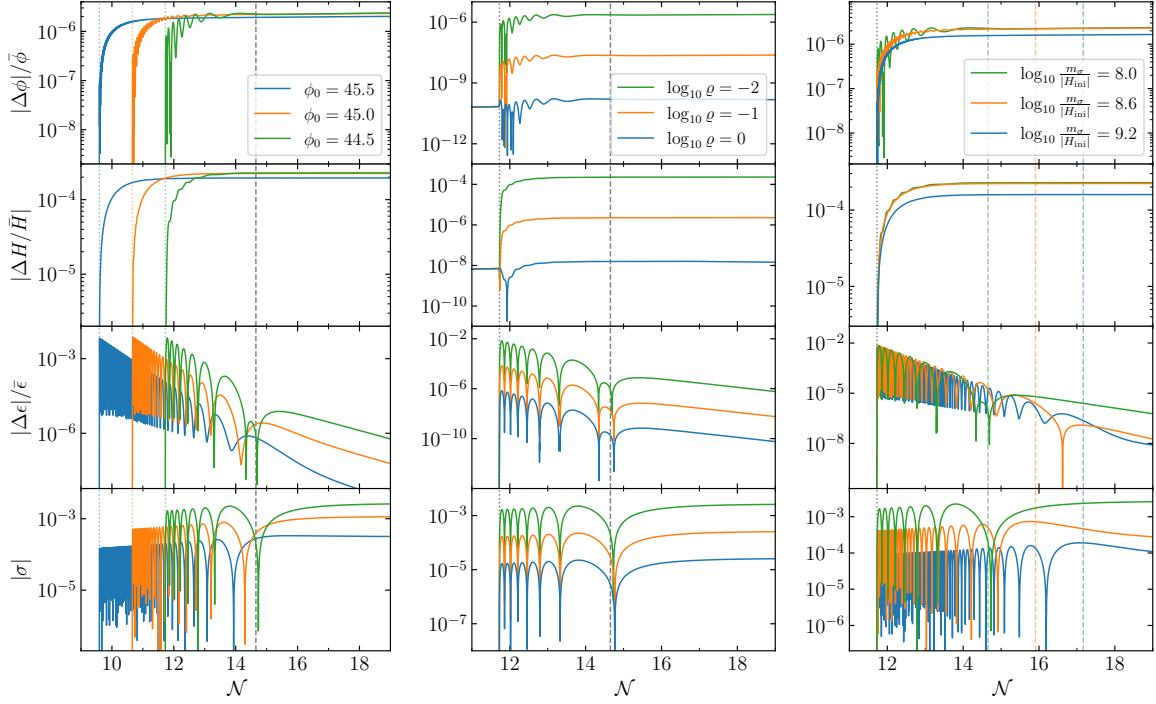 |Δϕ|/ϕ̄
10⁻⁶
10⁻⁷
10⁻⁸
ϕ₀ = 45.5
ϕ₀ = 45.0
ϕ₀ = 44.5
10⁻⁶
10⁻⁹
10⁻¹²
log₁₀ ϱ = −2
log₁₀ ϱ = −1
log₁₀ ϱ = 0
10⁻⁶
10⁻⁷
10⁻⁸
log₁₀ m_σ/|H_ini| = 8.0
log₁₀ m_σ/|H_ini| = 8.6
log₁₀ m_σ/|H_ini| = 9.2
|ΔH/H̄|
10⁻⁴
10⁻⁵
10⁻⁴
10⁻⁶
10⁻⁸
10⁻¹⁰
10⁻⁴
10⁻⁵
|Δϵ|/ϵ̄
10⁻³
10⁻⁶
10⁻²
10⁻⁶
10⁻¹⁰
10⁻²
10⁻⁵
10⁻⁸
|σ|
10⁻³
10⁻⁵
10⁻³
10⁻⁵
10⁻⁷
10⁻³
10⁻⁴
10⁻⁵
10⁻⁶
10 12 14 16 18
12 14 16 18
12 14 16 18
𝒩
𝒩
𝒩